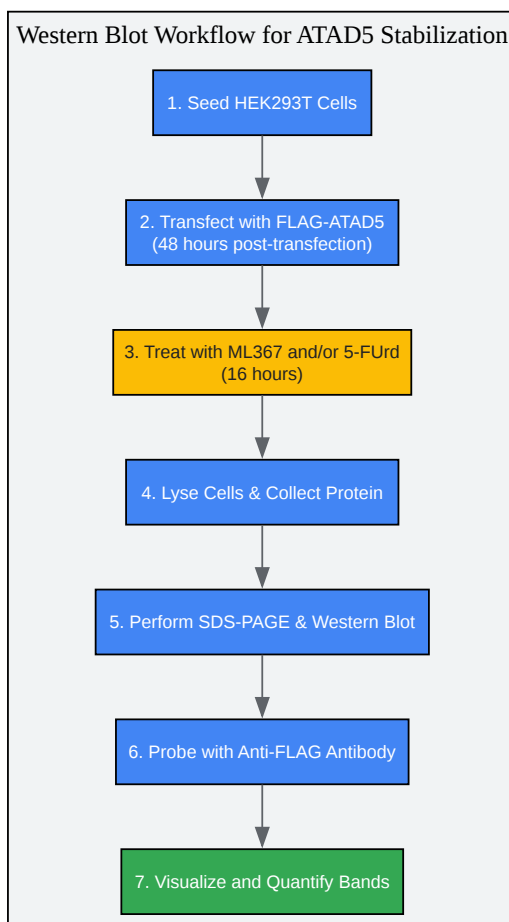 Western Blot Workflow for ATAD5 Stabilization
1. Seed HEK293T Cells
2. Transfect with FLAG-ATAD5
(48 hours post-transfection)
3. Treat with ML367 and/or 5-FUrd
(16 hours)
4. Lyse Cells & Collect Protein
5. Perform SDS-PAGE & Western Blot
6. Probe with Anti-FLAG Antibody
7. Visualize and Quantify Bands